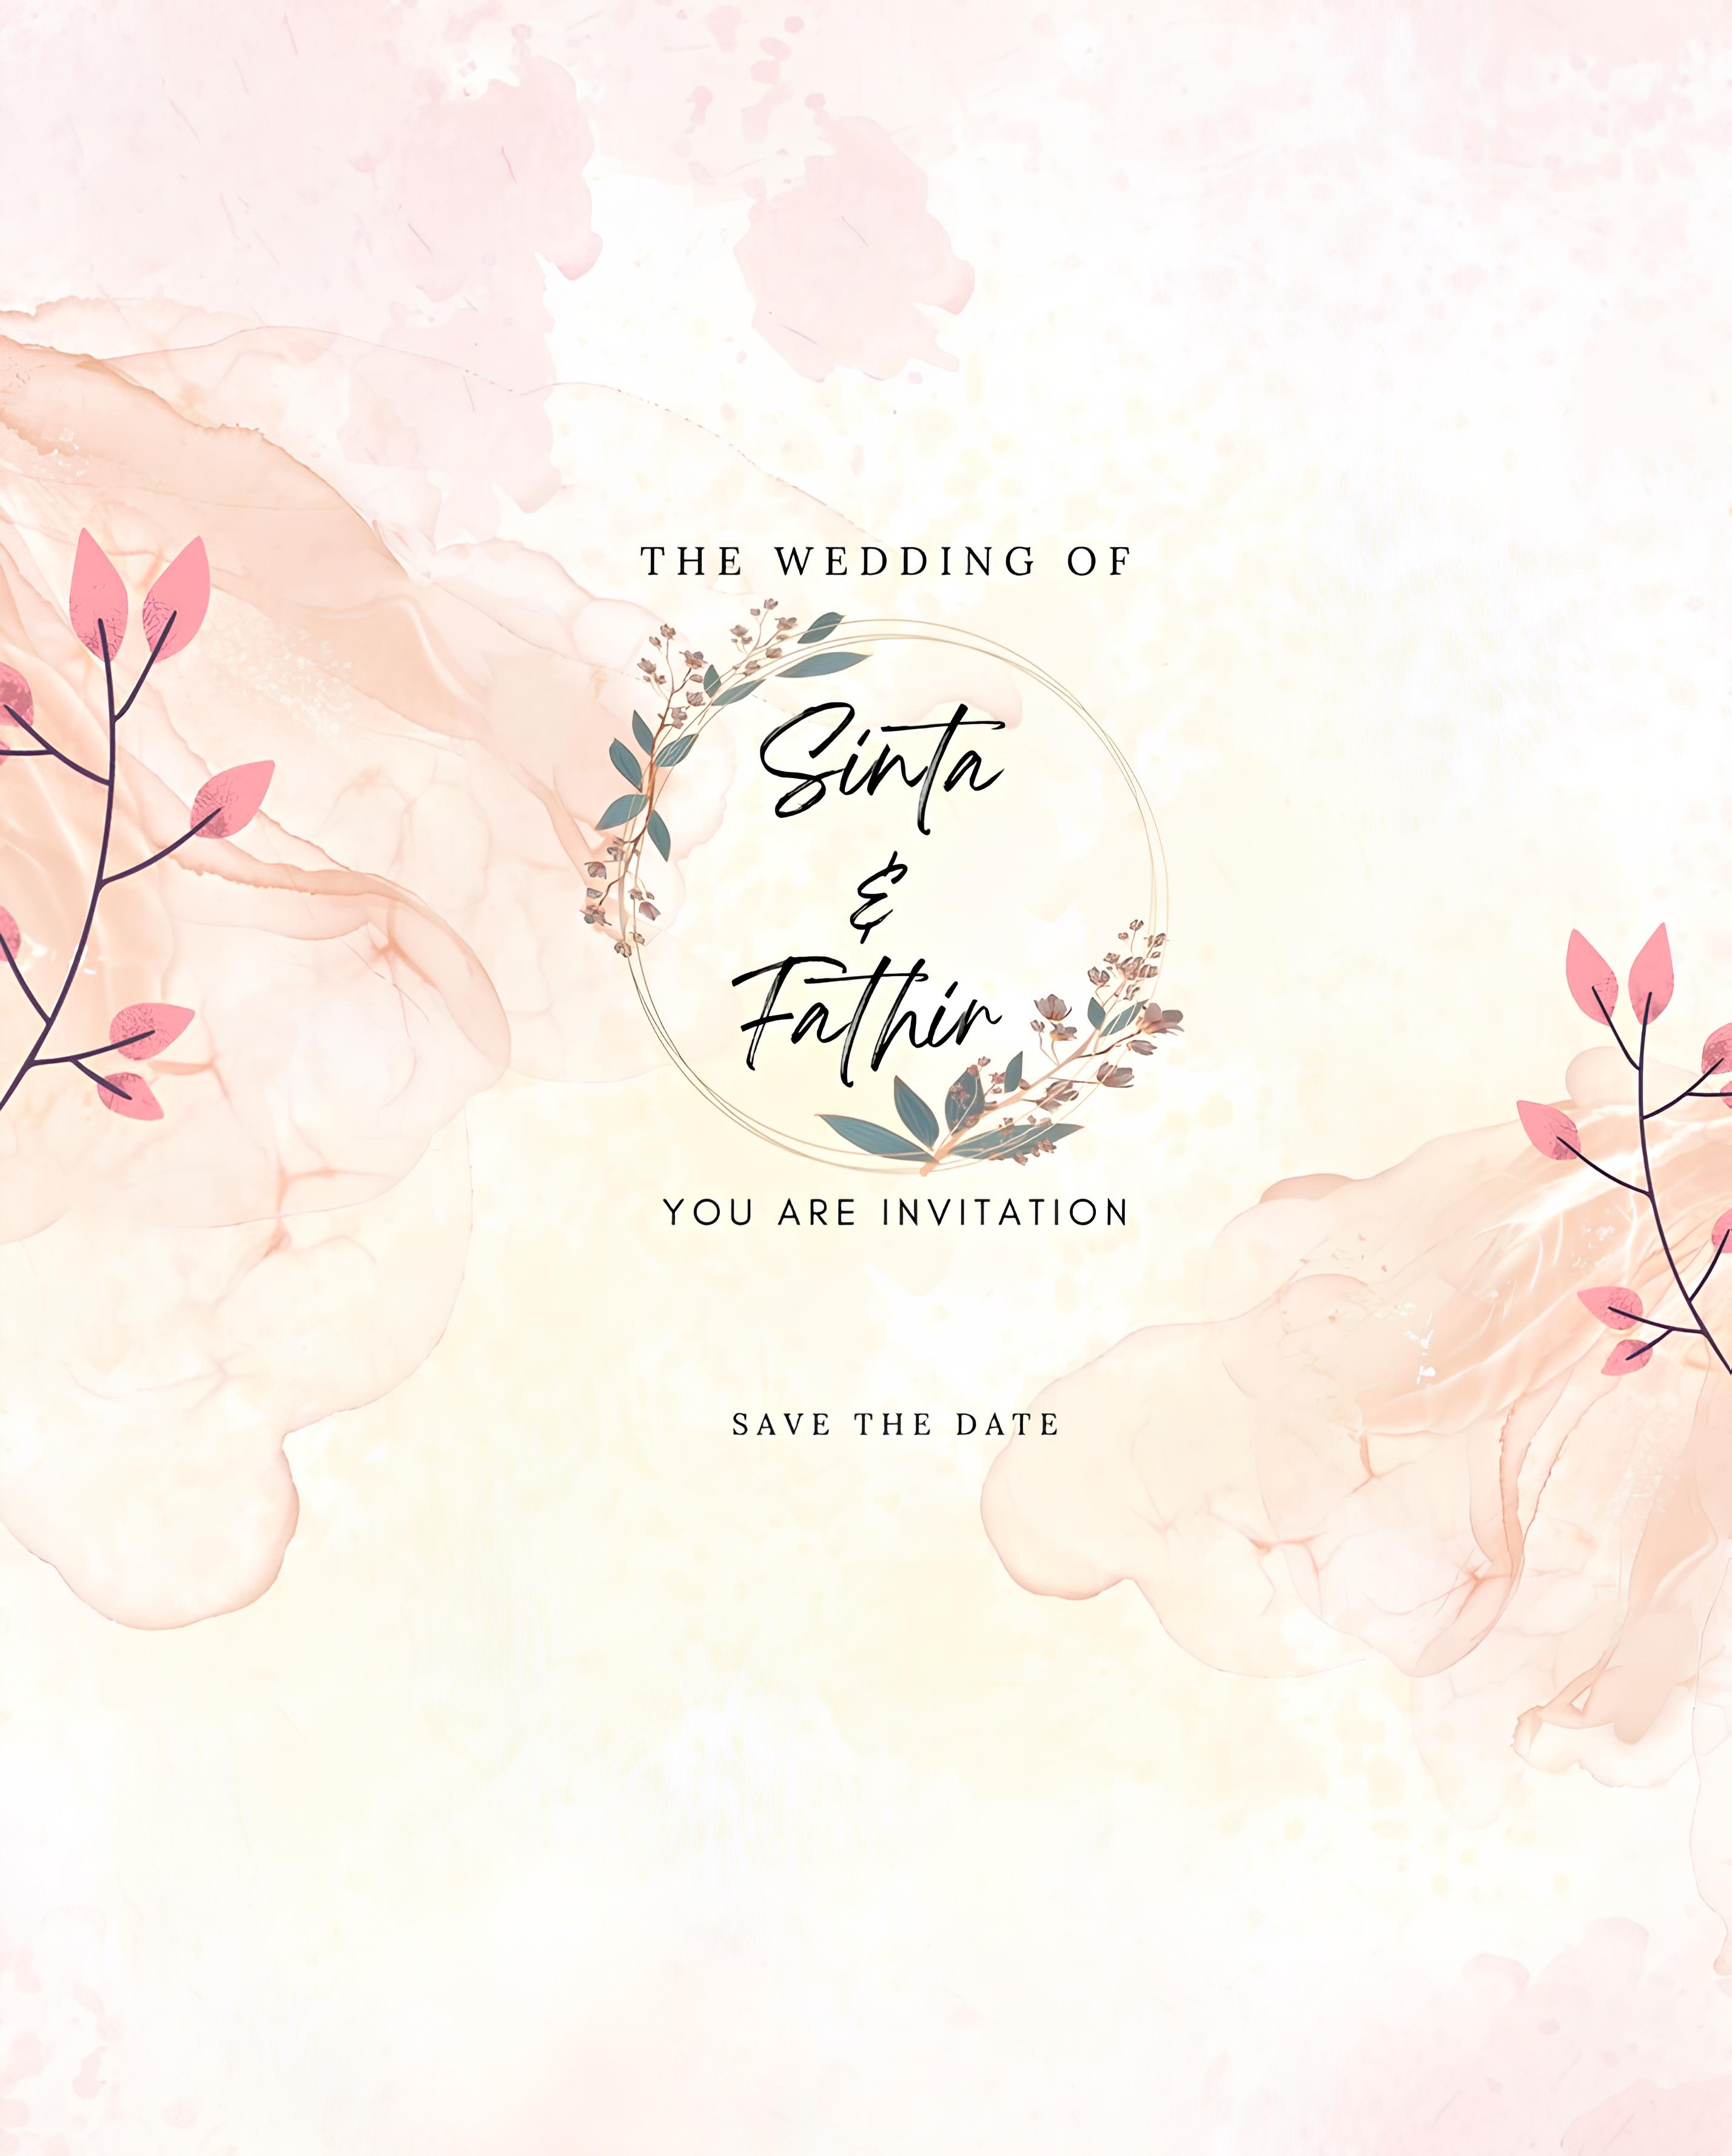 THE WEDDING OF
Sinta
&
Fathir
YOU ARE INVITATION
SAVE THE DATE